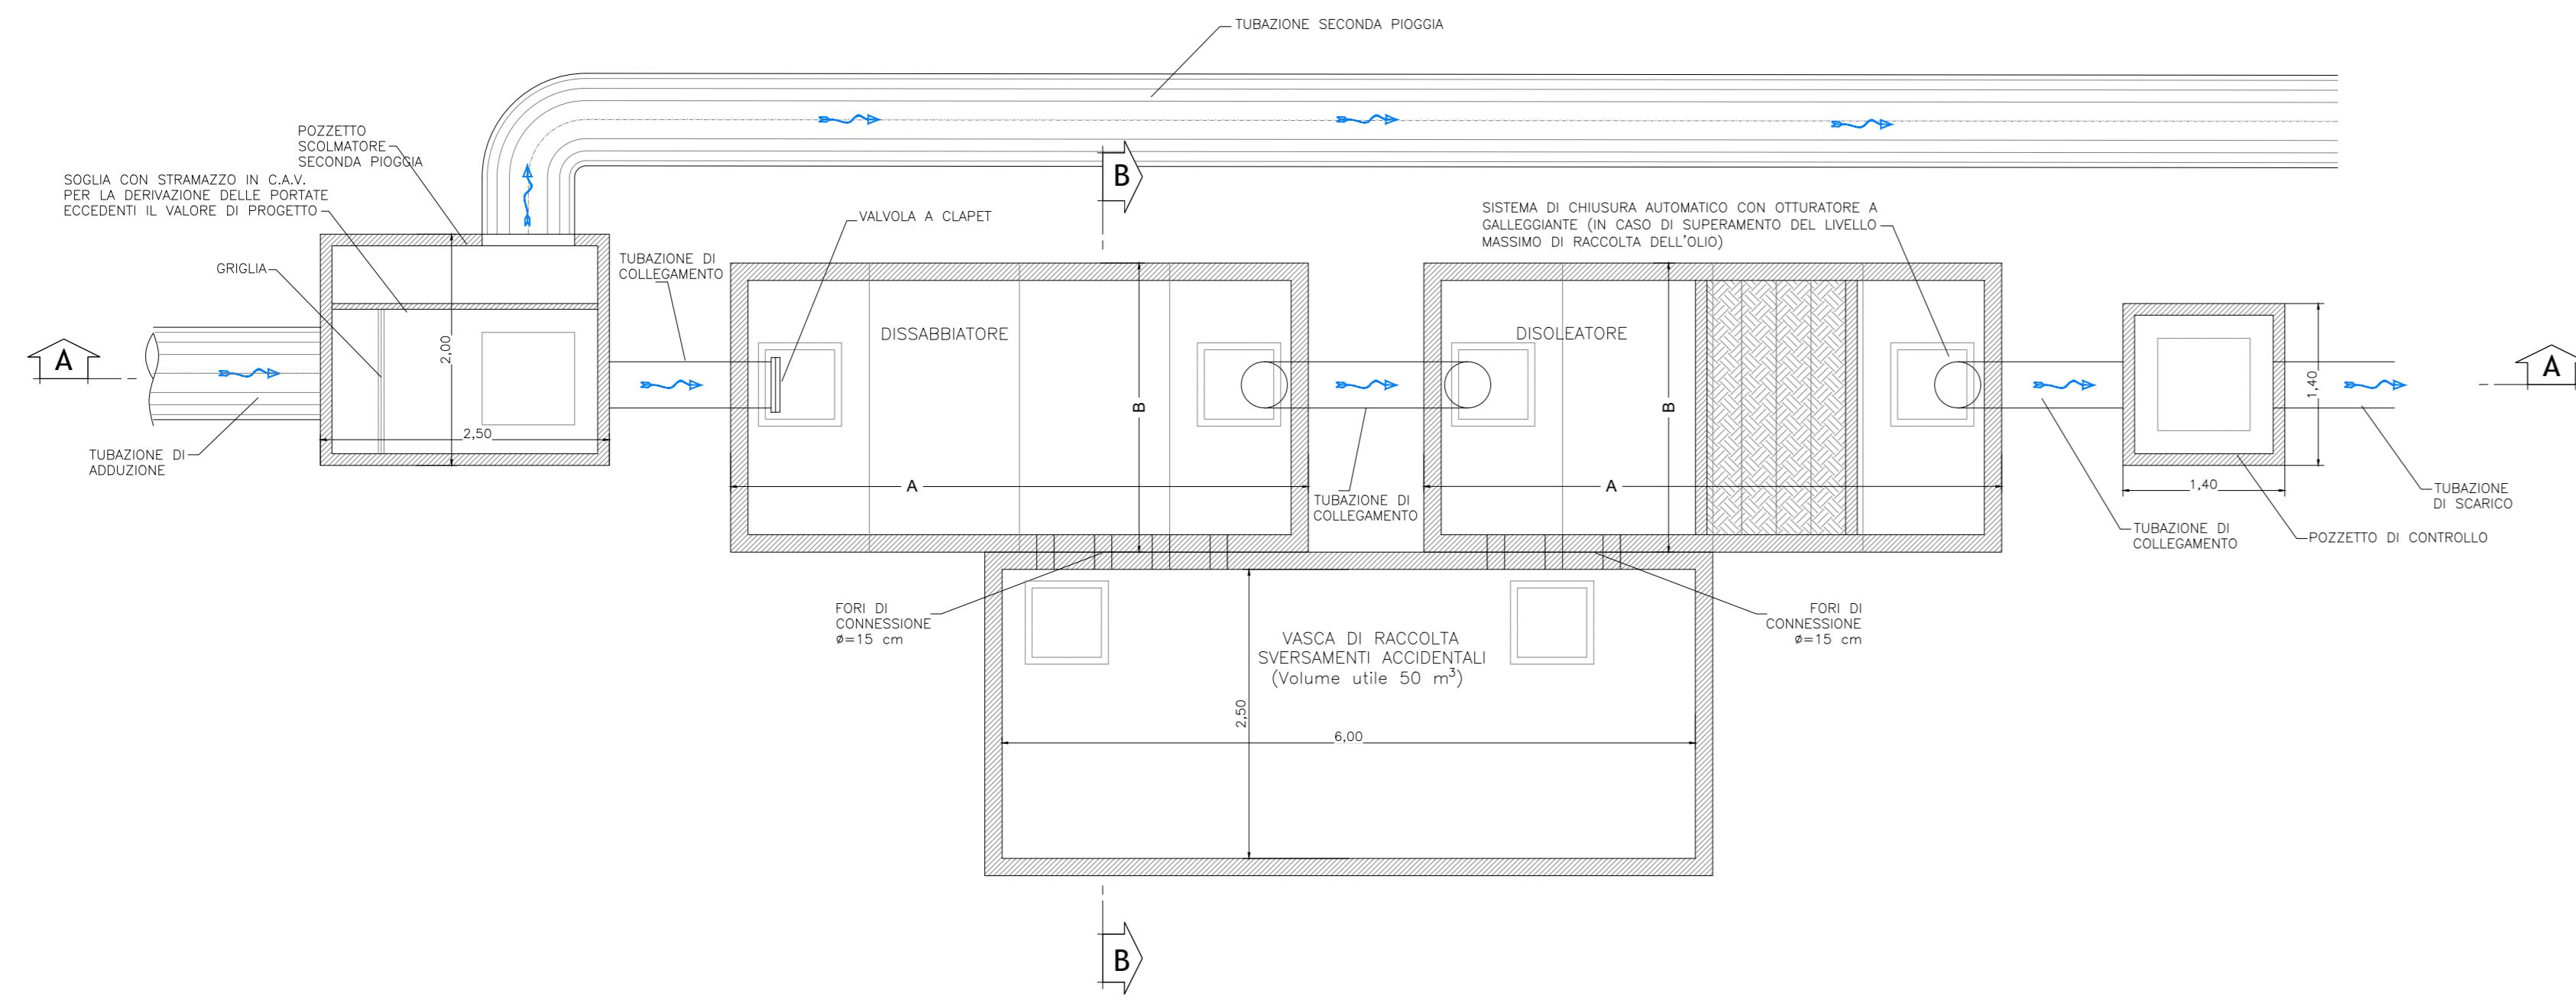 TUBAZIONE SECONDA PIOGGIA
POZZETTO
SCOLMATORE
SECONDA PIOGGIA
SOGLIA CON STRAMAZZO IN C.A.V.
PER LA DERIVAZIONE DELLE PORTATE
ECCEDENTI IL VALORE DI PROGETTO
B
VALVOLA A CLAPET
SISTEMA DI CHIUSURA AUTOMATICO CON OTTURATORE A
GALLEGGIANTE (IN CASO DI SUPERAMENTO DEL LIVELLO
MASSIMO DI RACCOLTA DELL'OLIO)
GRIGLIA
TUBAZIONE DI
COLLEGAMENTO
DISSABBIATORE
DISOLEATORE
A
2,00
A
1,40
B
B
2,50
TUBAZIONE DI
ADDUZIONE
A
A
TUBAZIONE DI
COLLEGAMENTO
1,40
TUBAZIONE
DI SCARICO
TUBAZIONE DI
COLLEGAMENTO
POZZETTO DI CONTROLLO
FORI DI
CONNESSIONE
ø=15 cm
FORI DI
CONNESSIONE
ø=15 cm
VASCA DI RACCOLTA
SVERSAMENTI ACCIDENTALI
(Volume utile 50 m³)
2,50
6,00
B